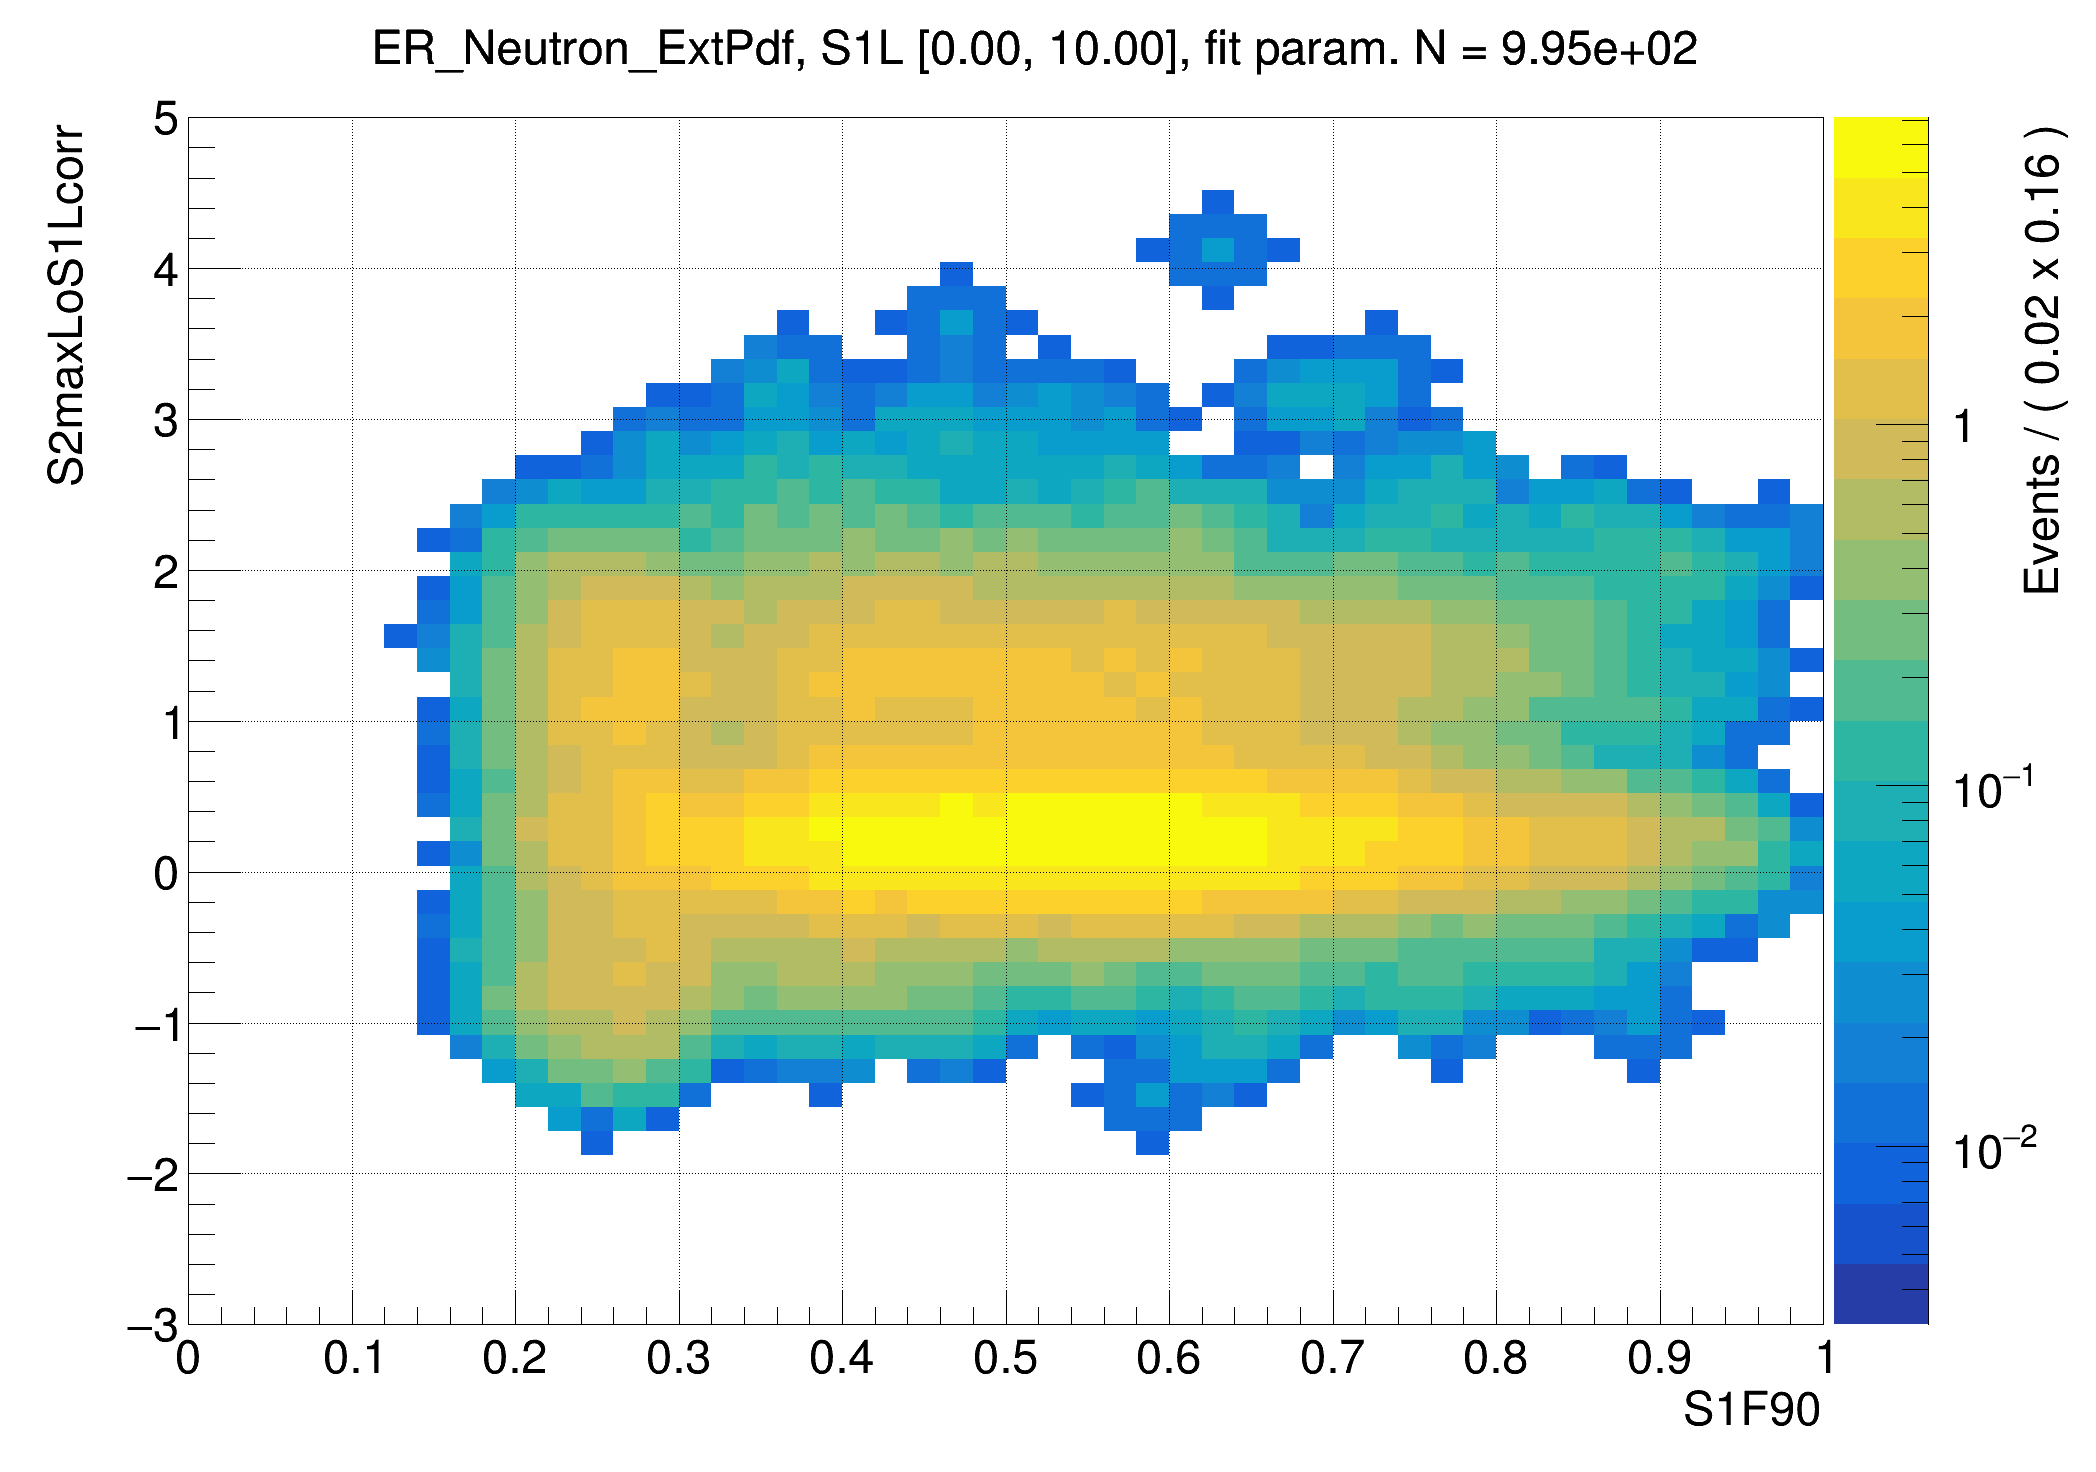 ER_Neutron_ExtPdf, S1L [0.00, 10.00], fit param. N = 9.95e+02
S2maxLoS1Lcorr
5
4
3
2
1
0
−1
−2
−3
0 0.1 0.2 0.3 0.4 0.5 0.6 0.7 0.8 0.9 1
S1F90
1
10⁻¹
10⁻²
Events / ( 0.02 x 0.16 )